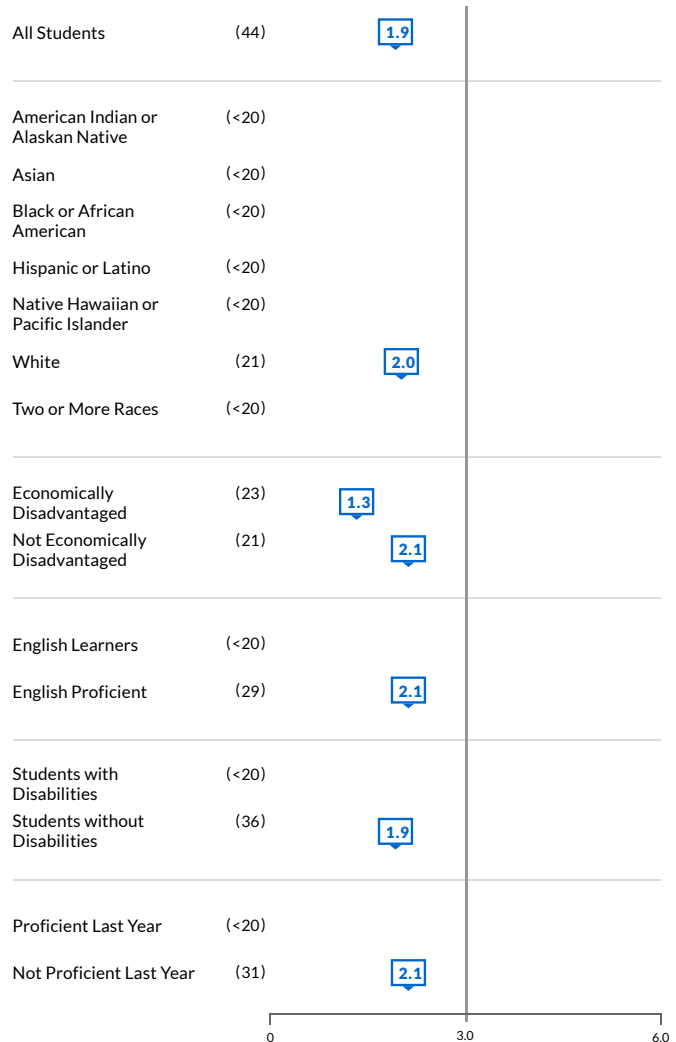 All Students (44) 1.9
American Indian or (<20)
Alaskan Native
Asian (<20)
Black or African (<20)
American
Hispanic or Latino (<20)
Native Hawaiian or (<20)
Pacific Islander
White (21) 2.0
Two or More Races (<20)
Economically (23) 1.3
Disadvantaged
Not Economically (21) 2.1
Disadvantaged
English Learners (<20)
English Proficient (29) 2.1
Students with (<20)
Disabilities
Students without (36) 1.9
Disabilities
Proficient Last Year (<20)
Not Proficient Last Year (31) 2.1
0 3.0 6.0